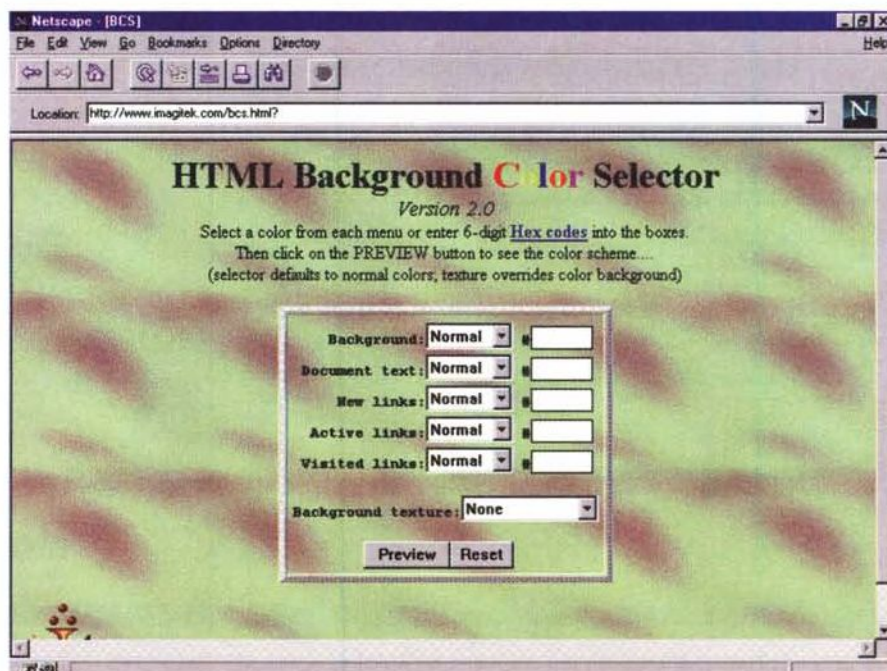 Netscape - [BCS]
File Edit View Go Bookmarks Options Directory Help
Location: http://www.imagitek.com/bcs.html?
N
HTML Background Color Selector
Version 2.0
Select a color from each menu or enter 6-digit Hex codes into the boxes.
Then click on the PREVIEW button to see the color scheme....
(selector defaults to normal colors, texture overrides color background)
Background: Normal #
Document text: Normal #
New links: Normal #
Active links: Normal #
Visited links: Normal #
Background texture: None
Preview Reset